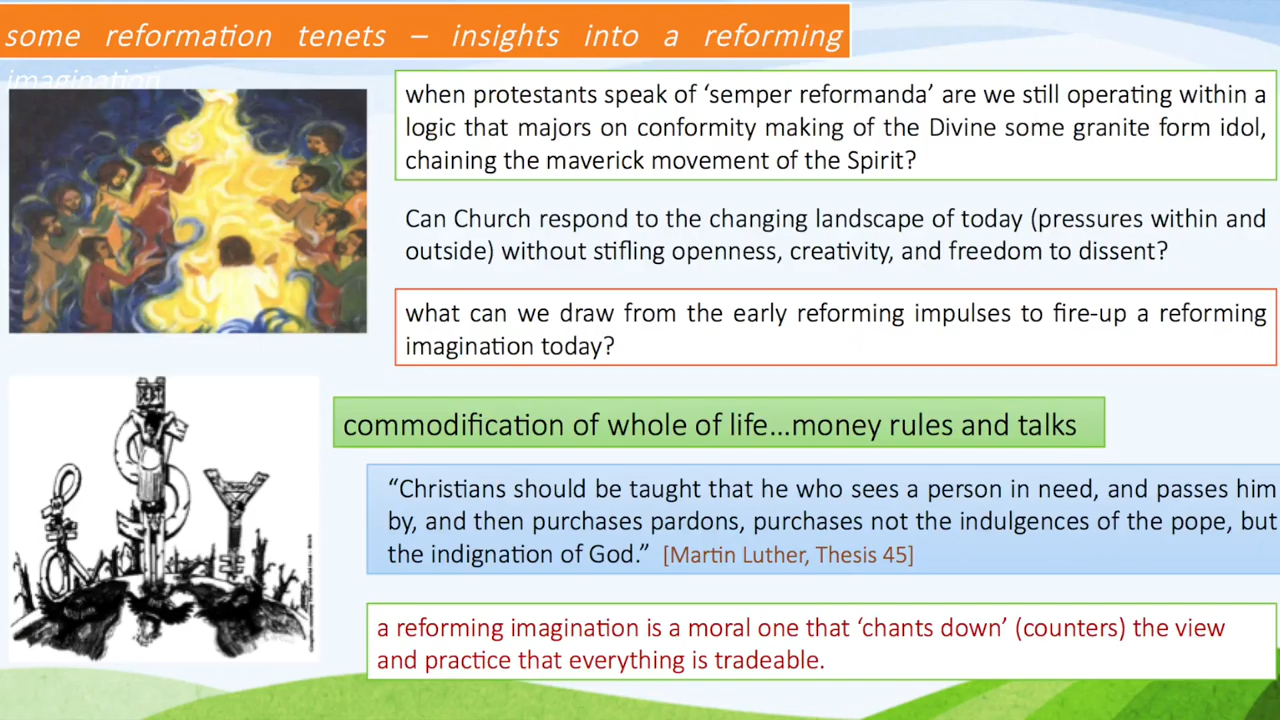 some reformation tenets – insights into a reforming
imagination
when protestants speak of ‘semper reformanda’ are we still operating within a
logic that majors on conformity making of the Divine some granite form idol,
chaining the maverick movement of the Spirit?
Can Church respond to the changing landscape of today (pressures within and
outside) without stifling openness, creativity, and freedom to dissent?
what can we draw from the early reforming impulses to fire-up a reforming
imagination today?
commodification of whole of life...money rules and talks
“Christians should be taught that he who sees a person in need, and passes him
by, and then purchases pardons, purchases not the indulgences of the pope, but
the indignation of God.” [Martin Luther, Thesis 45]
a reforming imagination is a moral one that ‘chants down’ (counters) the view
and practice that everything is tradeable.